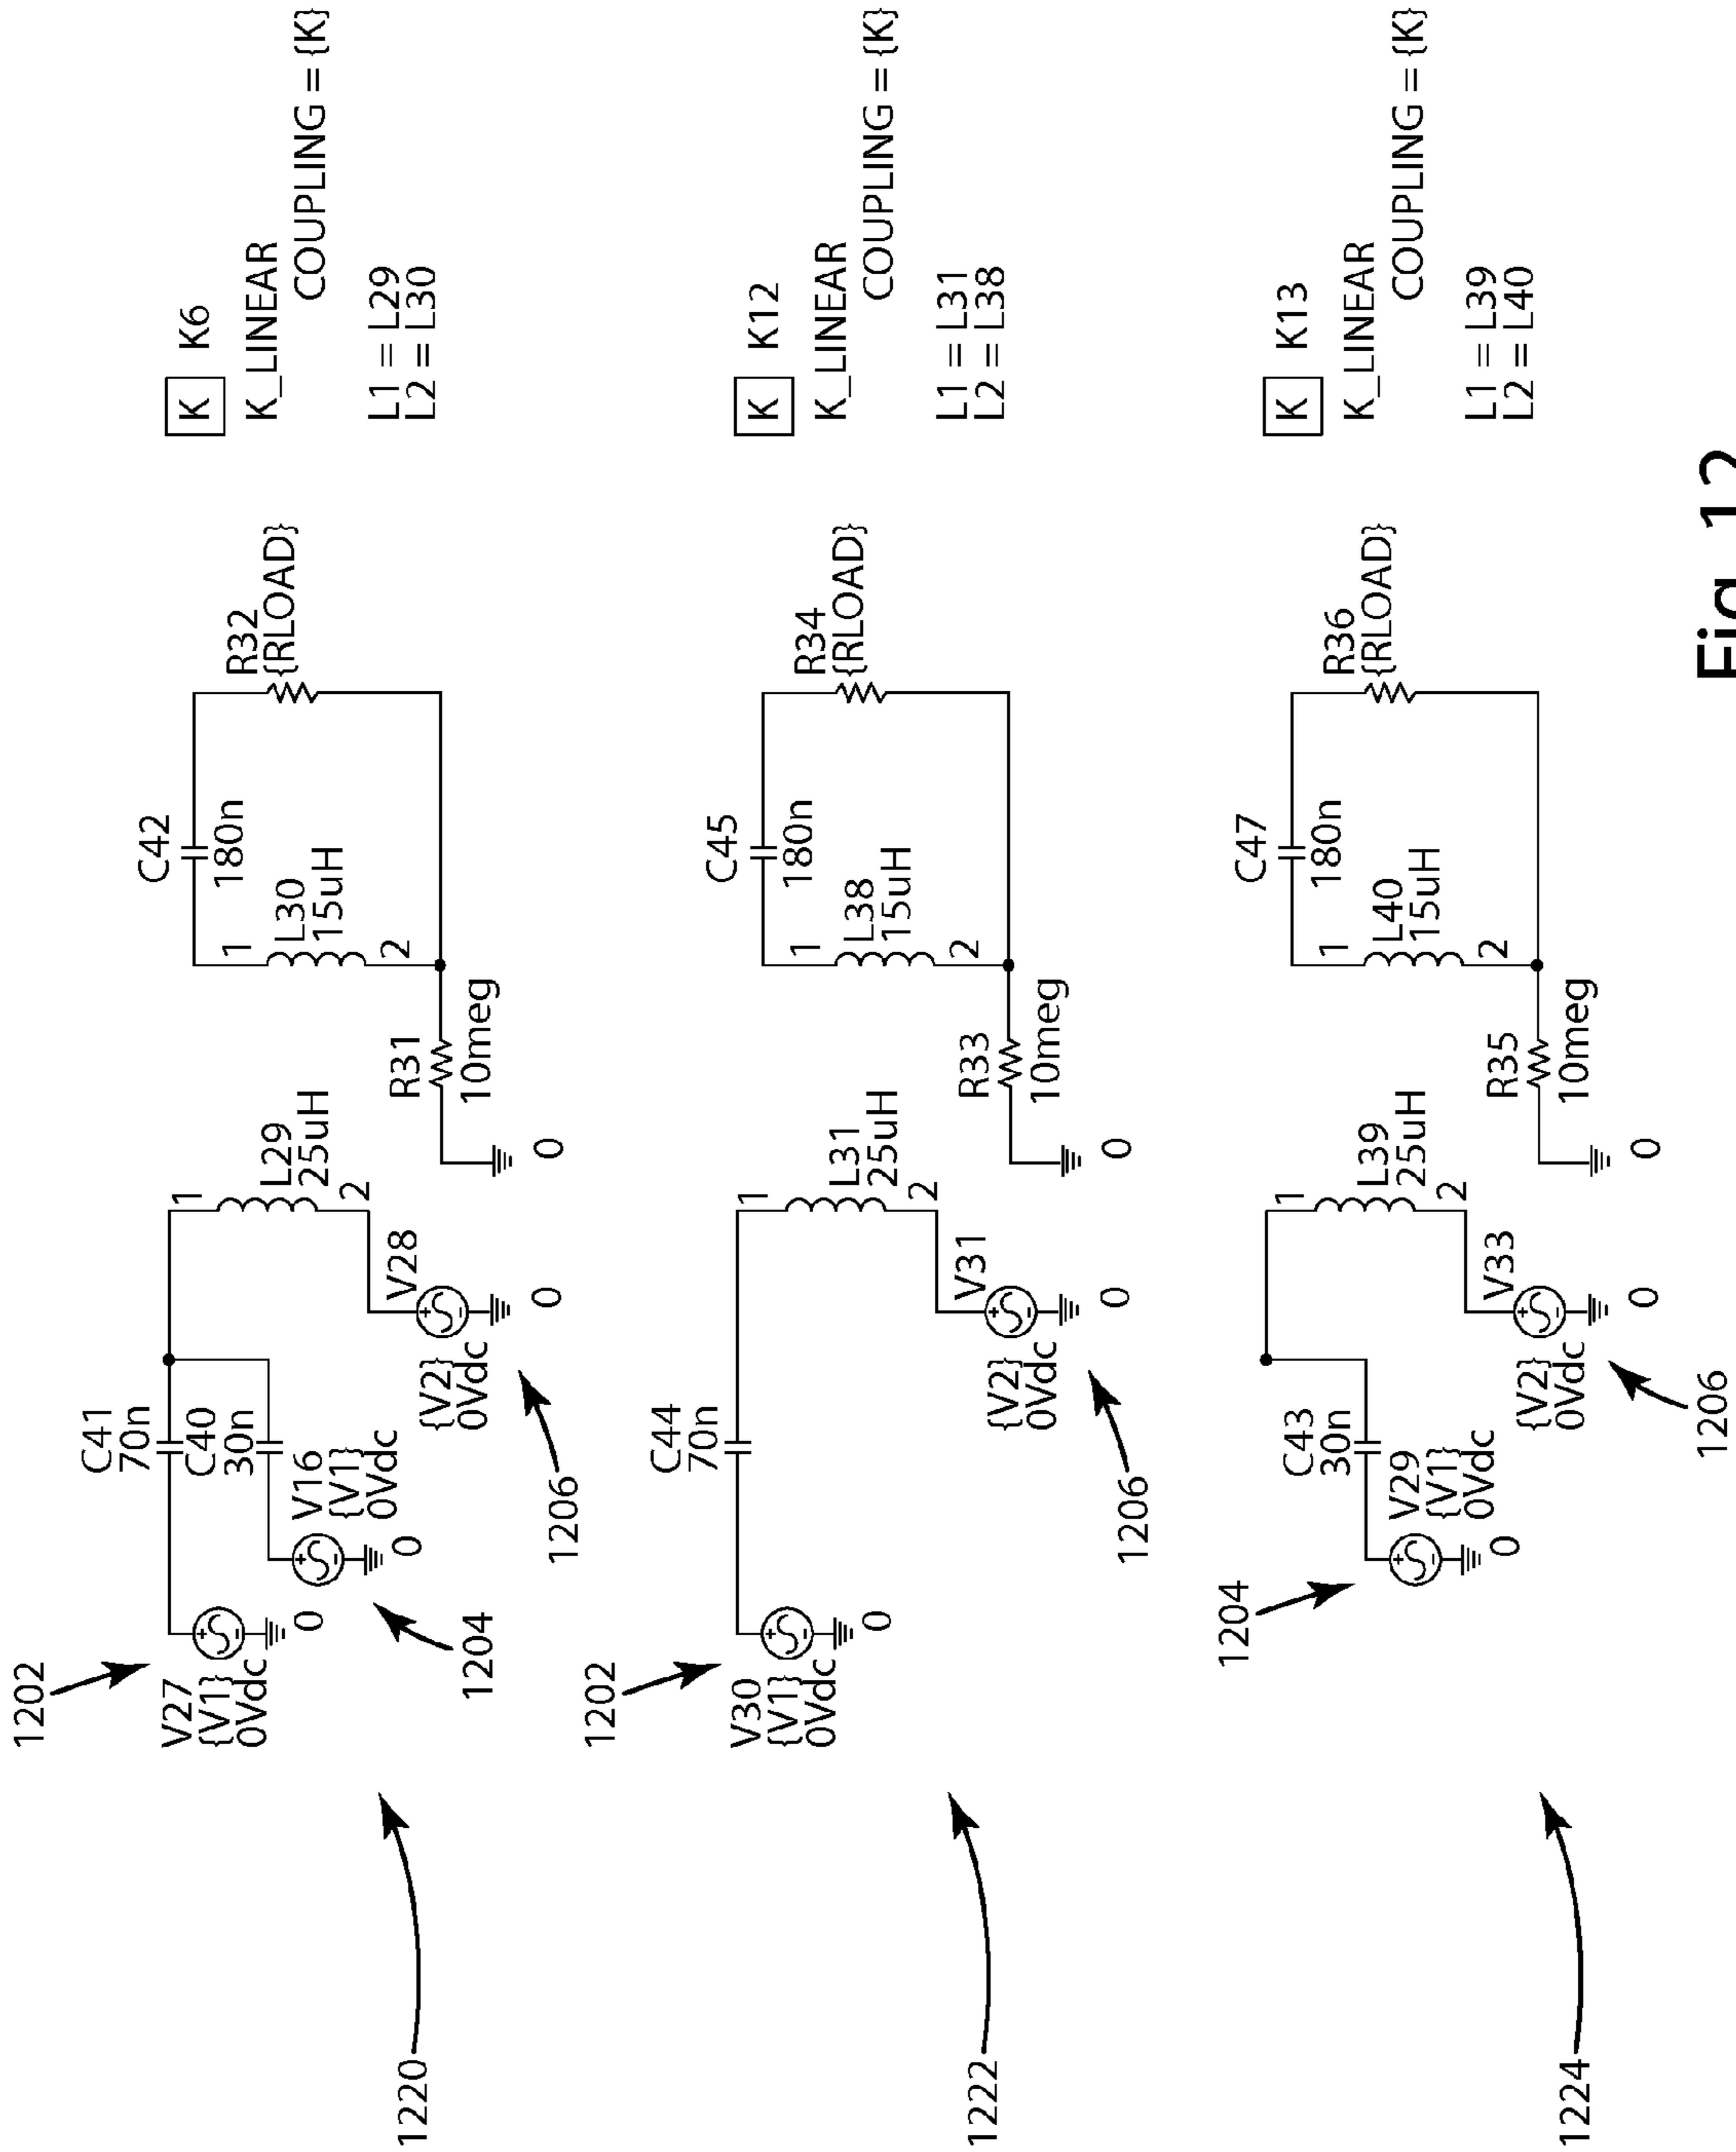 1202
V27
{V1}
0Vdc
0
C41
70n
C40
30n
V16
{V1}
0Vdc
0
1204
1
L29
25uH
2
V28
{V2}
0Vdc
0
1206
C42
180n
1
L30
15uH
2
R31
10meg
0
R32
{RLOAD}
K K6
K_LINEAR
COUPLING = {K}
L1 = L29
L2 = L30
1220
1202
V30
{V1}
0Vdc
0
C44
70n
1
L31
25uH
2
V31
{V2}
0Vdc
0
1206
C45
180n
1
L38
15uH
2
R33
10meg
0
R34
{RLOAD}
K K12
K_LINEAR
COUPLING = {K}
L1 = L31
L2 = L38
1222
1204
C43
30n
V29
{V1}
0Vdc
0
1
L39
25uH
2
V33
{V2}
0Vdc
0
1206
C47
180n
1
L40
15uH
2
R35
10meg
0
R36
{RLOAD}
K K13
K_LINEAR
COUPLING = {K}
L1 = L39
L2 = L40
1224
Fig. 12